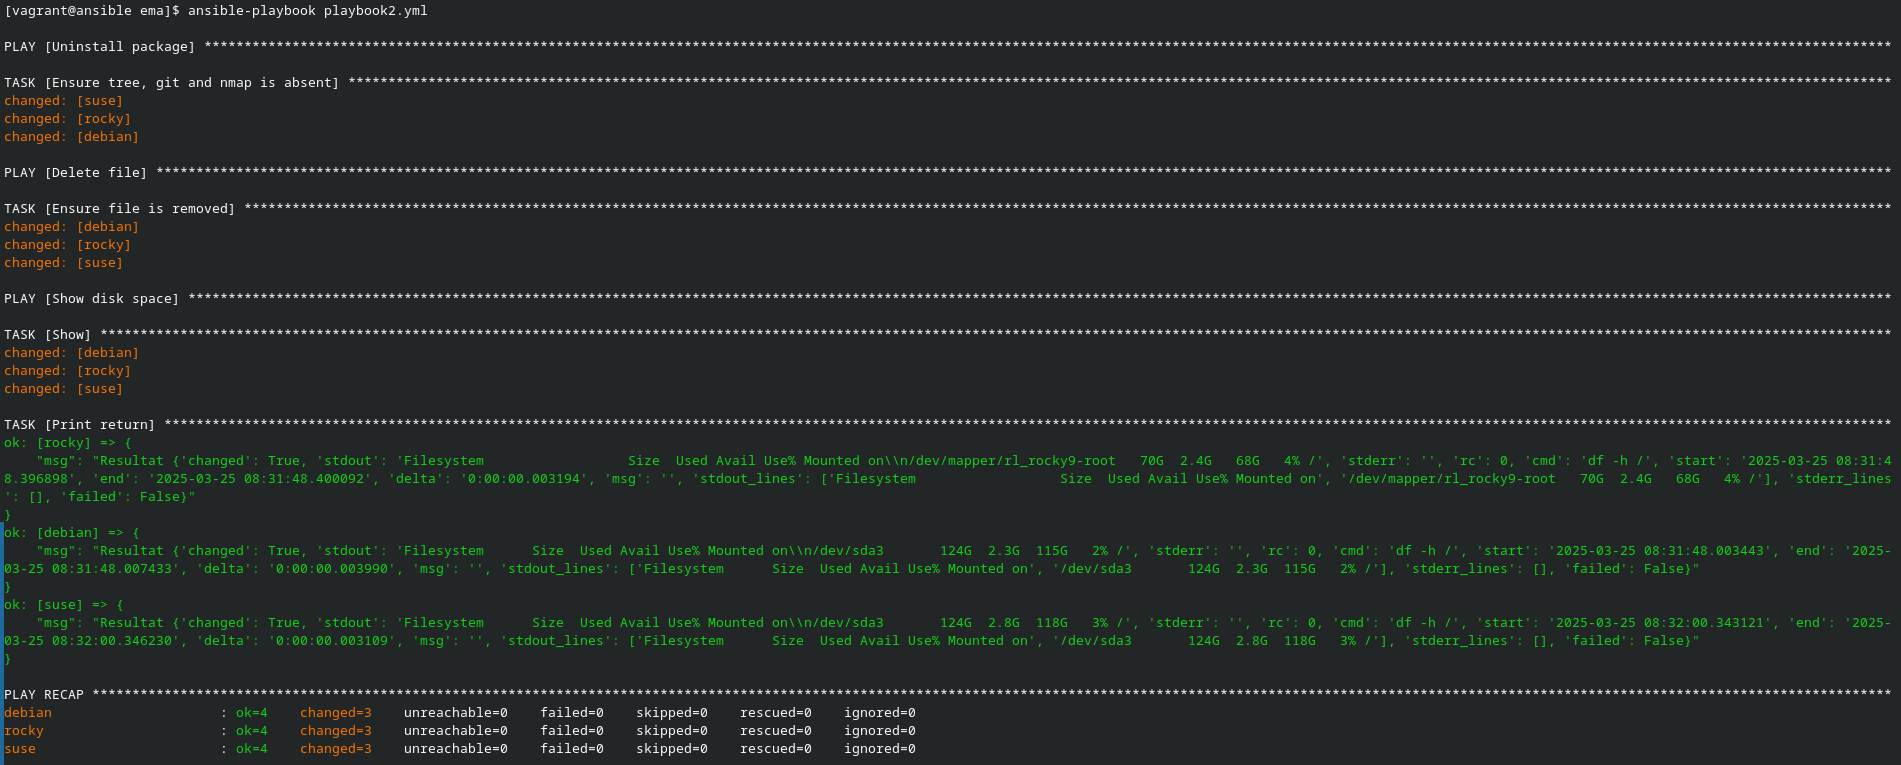 [vagrant@ansible ema]$ ansible-playbook playbook2.yml
PLAY [Uninstall package] ******************************************************************************************************************************************************************************************************************
TASK [Ensure tree, git and nmap is absent] ************************************************************************************************************************************************************************************************
changed: [suse]
changed: [rocky]
changed: [debian]
PLAY [Delete file] ************************************************************************************************************************************************************************************************************************
TASK [Ensure file is removed] *************************************************************************************************************************************************************************************************************
changed: [debian]
changed: [rocky]
changed: [suse]
PLAY [Show disk space] ********************************************************************************************************************************************************************************************************************
TASK [Show] *******************************************************************************************************************************************************************************************************************************
changed: [debian]
changed: [rocky]
changed: [suse]
TASK [Print return] ***********************************************************************************************************************************************************************************************************************
ok: [rocky] => {
    "msg": "Resultat {'changed': True, 'stdout': 'Filesystem                  Size  Used Avail Use% Mounted on\\n/dev/mapper/rl_rocky9-root   70G  2.4G   68G   4% /', 'stderr': '', 'rc': 0, 'cmd': 'df -h /', 'start': '2025-03-25 08:31:4
8.396898', 'end': '2025-03-25 08:31:48.400092', 'delta': '0:00:00.003194', 'msg': '', 'stdout_lines': ['Filesystem                  Size  Used Avail Use% Mounted on', '/dev/mapper/rl_rocky9-root   70G  2.4G   68G   4% /'], 'stderr_lines
': [], 'failed': False}"
}
ok: [debian] => {
    "msg": "Resultat {'changed': True, 'stdout': 'Filesystem      Size  Used Avail Use% Mounted on\\n/dev/sda3       124G  2.3G  115G   2% /', 'stderr': '', 'rc': 0, 'cmd': 'df -h /', 'start': '2025-03-25 08:31:48.003443', 'end': '2025-
03-25 08:31:48.007433', 'delta': '0:00:00.003990', 'msg': '', 'stdout_lines': ['Filesystem      Size  Used Avail Use% Mounted on', '/dev/sda3       124G  2.3G  115G   2% /'], 'stderr_lines': [], 'failed': False}"
}
ok: [suse] => {
    "msg": "Resultat {'changed': True, 'stdout': 'Filesystem      Size  Used Avail Use% Mounted on\\n/dev/sda3       124G  2.8G  118G   3% /', 'stderr': '', 'rc': 0, 'cmd': 'df -h /', 'start': '2025-03-25 08:32:00.343121', 'end': '2025-
03-25 08:32:00.346230', 'delta': '0:00:00.003109', 'msg': '', 'stdout_lines': ['Filesystem      Size  Used Avail Use% Mounted on', '/dev/sda3       124G  2.8G  118G   3% /'], 'stderr_lines': [], 'failed': False}"
}
PLAY RECAP ********************************************************************************************************************************************************************************************************************************
debian                     : ok=4    changed=3    unreachable=0    failed=0    skipped=0    rescued=0    ignored=0
rocky                      : ok=4    changed=3    unreachable=0    failed=0    skipped=0    rescued=0    ignored=0
suse                       : ok=4    changed=3    unreachable=0    failed=0    skipped=0    rescued=0    ignored=0